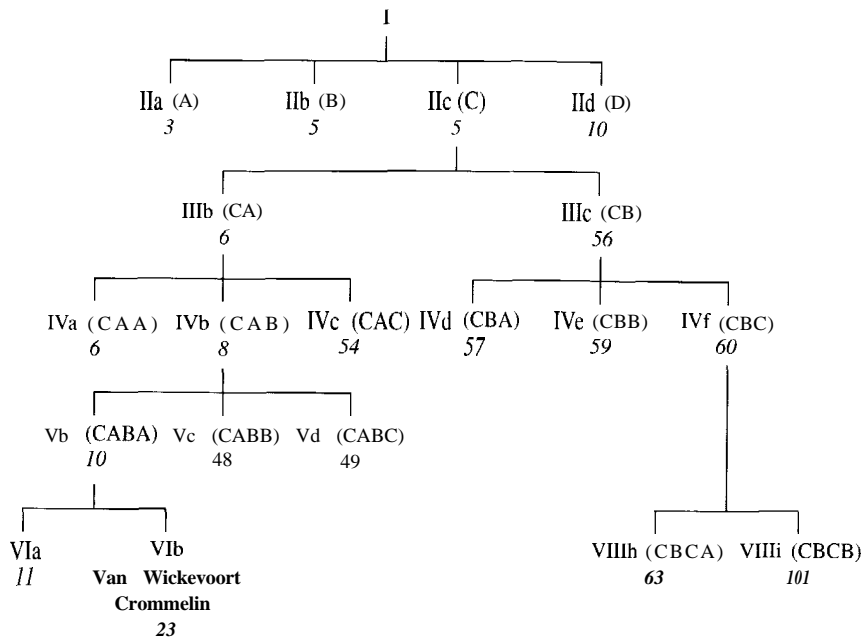 I
IIa (A) IIb (B) IIc (C) IId (D)
3 5 5 10
IIIb (CA) IIIc (CB)
6 56
IVa (CAA) IVb (CAB) IVc (CAC) IVd (CBA) IVe (CBB) IVf (CBC)
6 8 54 57 59 60
Vb (CABA) Vc (CABB) Vd (CABC)
10 48 49
VIa VIb VIIIh (CBCA) VIIIi (CBCB)
11 Van Wickevoort 63 101
Crommelin
23